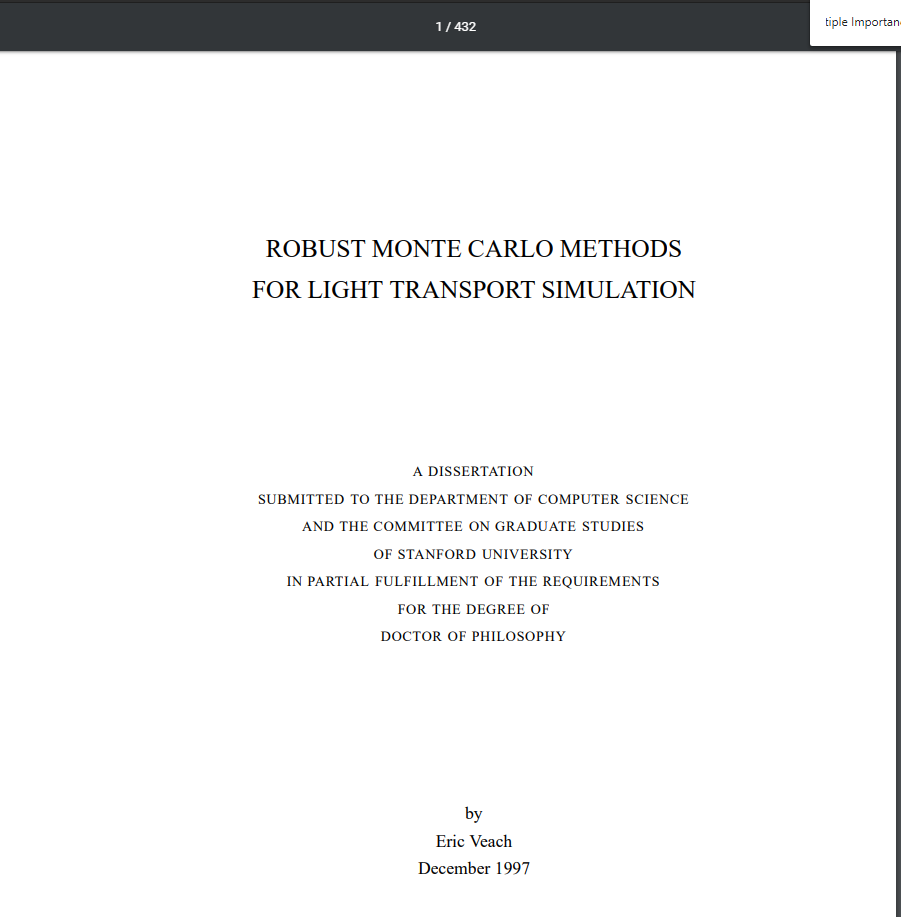 1 / 432
tiple Importan
ROBUST MONTE CARLO METHODS
FOR LIGHT TRANSPORT SIMULATION
A DISSERTATION
SUBMITTED TO THE DEPARTMENT OF COMPUTER SCIENCE
AND THE COMMITTEE ON GRADUATE STUDIES
OF STANFORD UNIVERSITY
IN PARTIAL FULFILLMENT OF THE REQUIREMENTS
FOR THE DEGREE OF
DOCTOR OF PHILOSOPHY
by
Eric Veach
December 1997